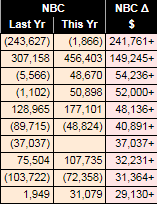 NBC NBC Δ
Last Yr This Yr $
(243,627) (1,866) 241,761+
307,158 456,403 149,245+
(5,566) 48,670 54,236+
(1,102) 50,898 52,000+
128,965 177,101 48,136+
(89,715) (48,824) 40,891+
(37,037) 37,037+
75,504 107,735 32,231+
(103,722) (72,358) 31,364+
1,949 31,079 29,130+